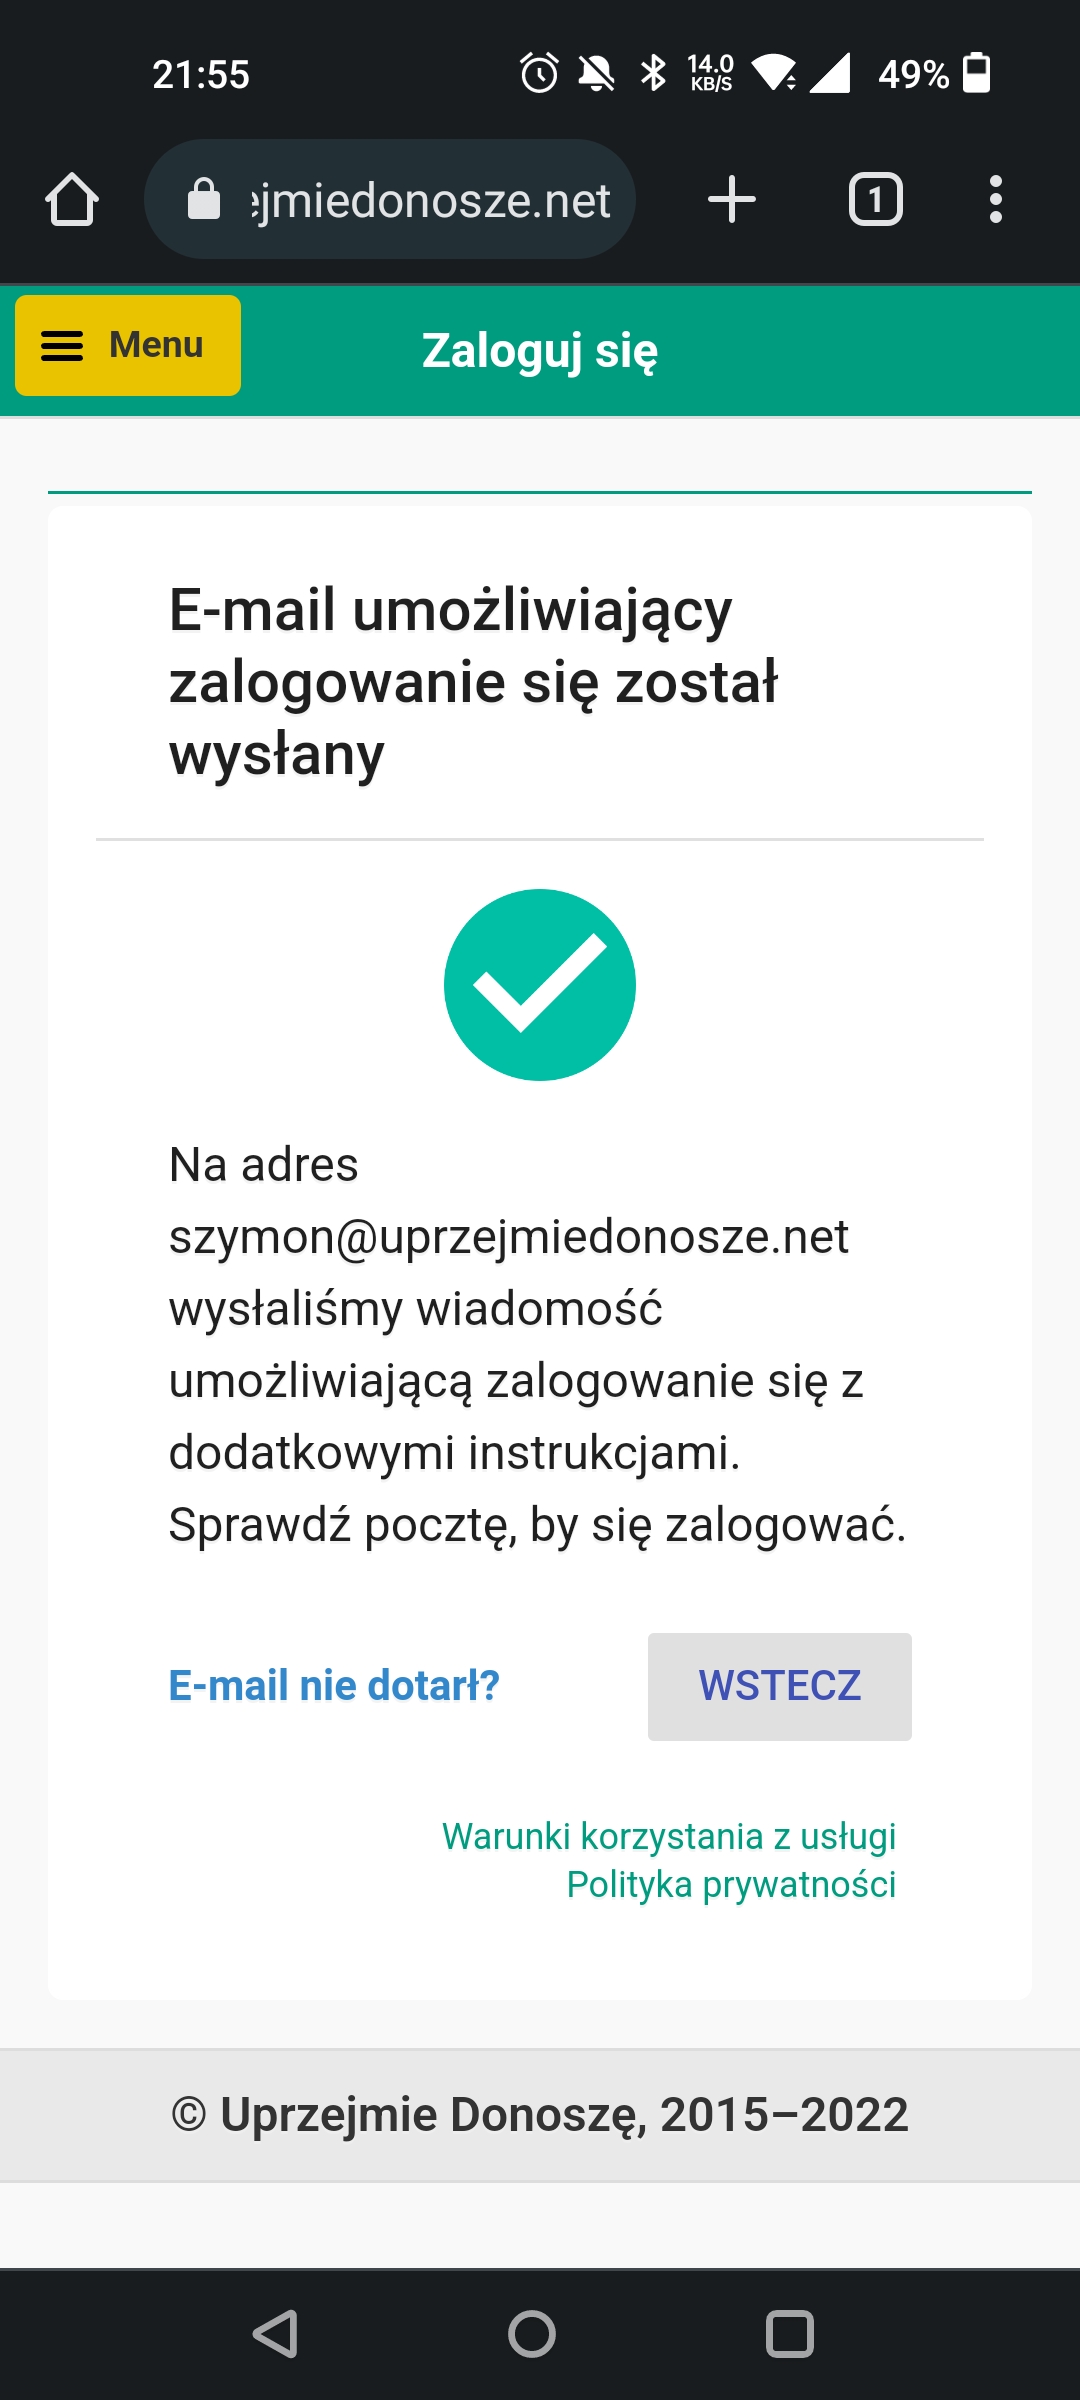 21:55
14.0
KB/S
49%
ejmiedonosze.net
1
Menu
Zaloguj się
E-mail umożliwiający
zalogowanie się został
wysłany
Na adres
szymon@uprzejmiedonosze.net
wysłaliśmy wiadomość
umożliwiającą zalogowanie się z
dodatkowymi instrukcjami.
Sprawdź pocztę, by się zalogować.
E-mail nie dotarł?
WSTECZ
Warunki korzystania z usługi
Polityka prywatności
© Uprzejmie Donoszę, 2015–2022